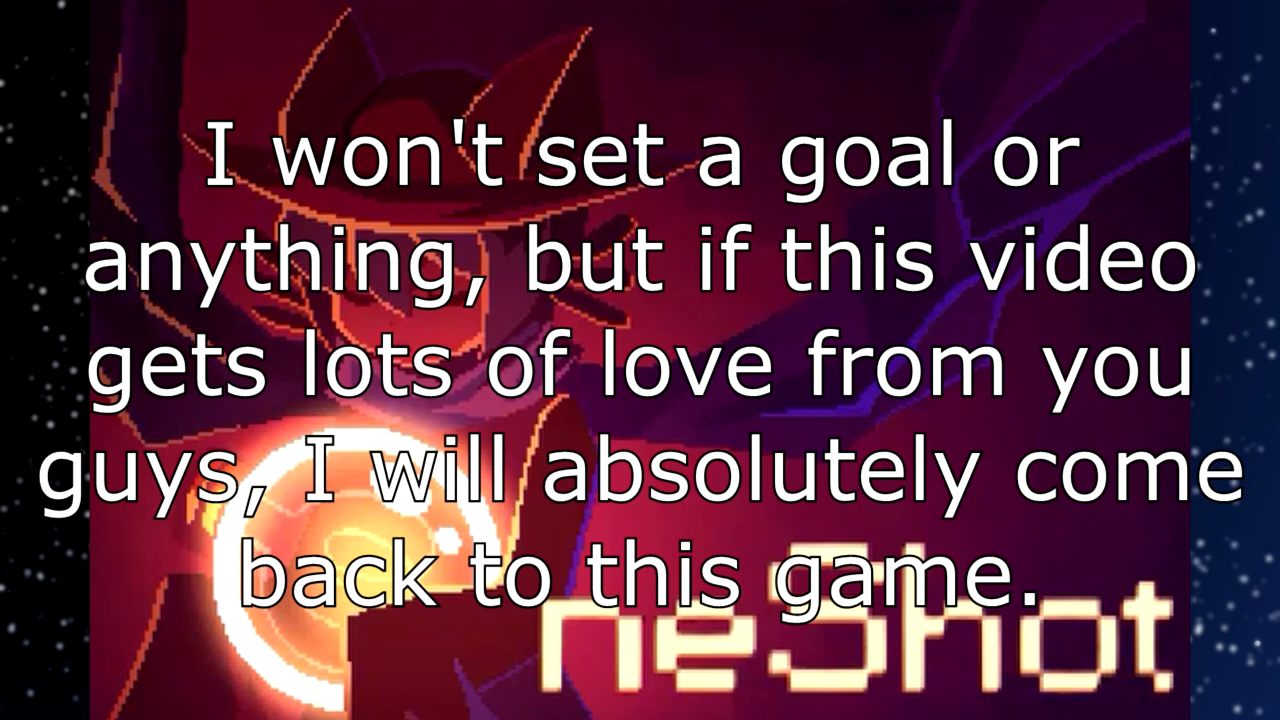 I won't set a goal or
anything, but if this video
gets lots of love from you
guys, I will absolutely come
back to this game.
neShot